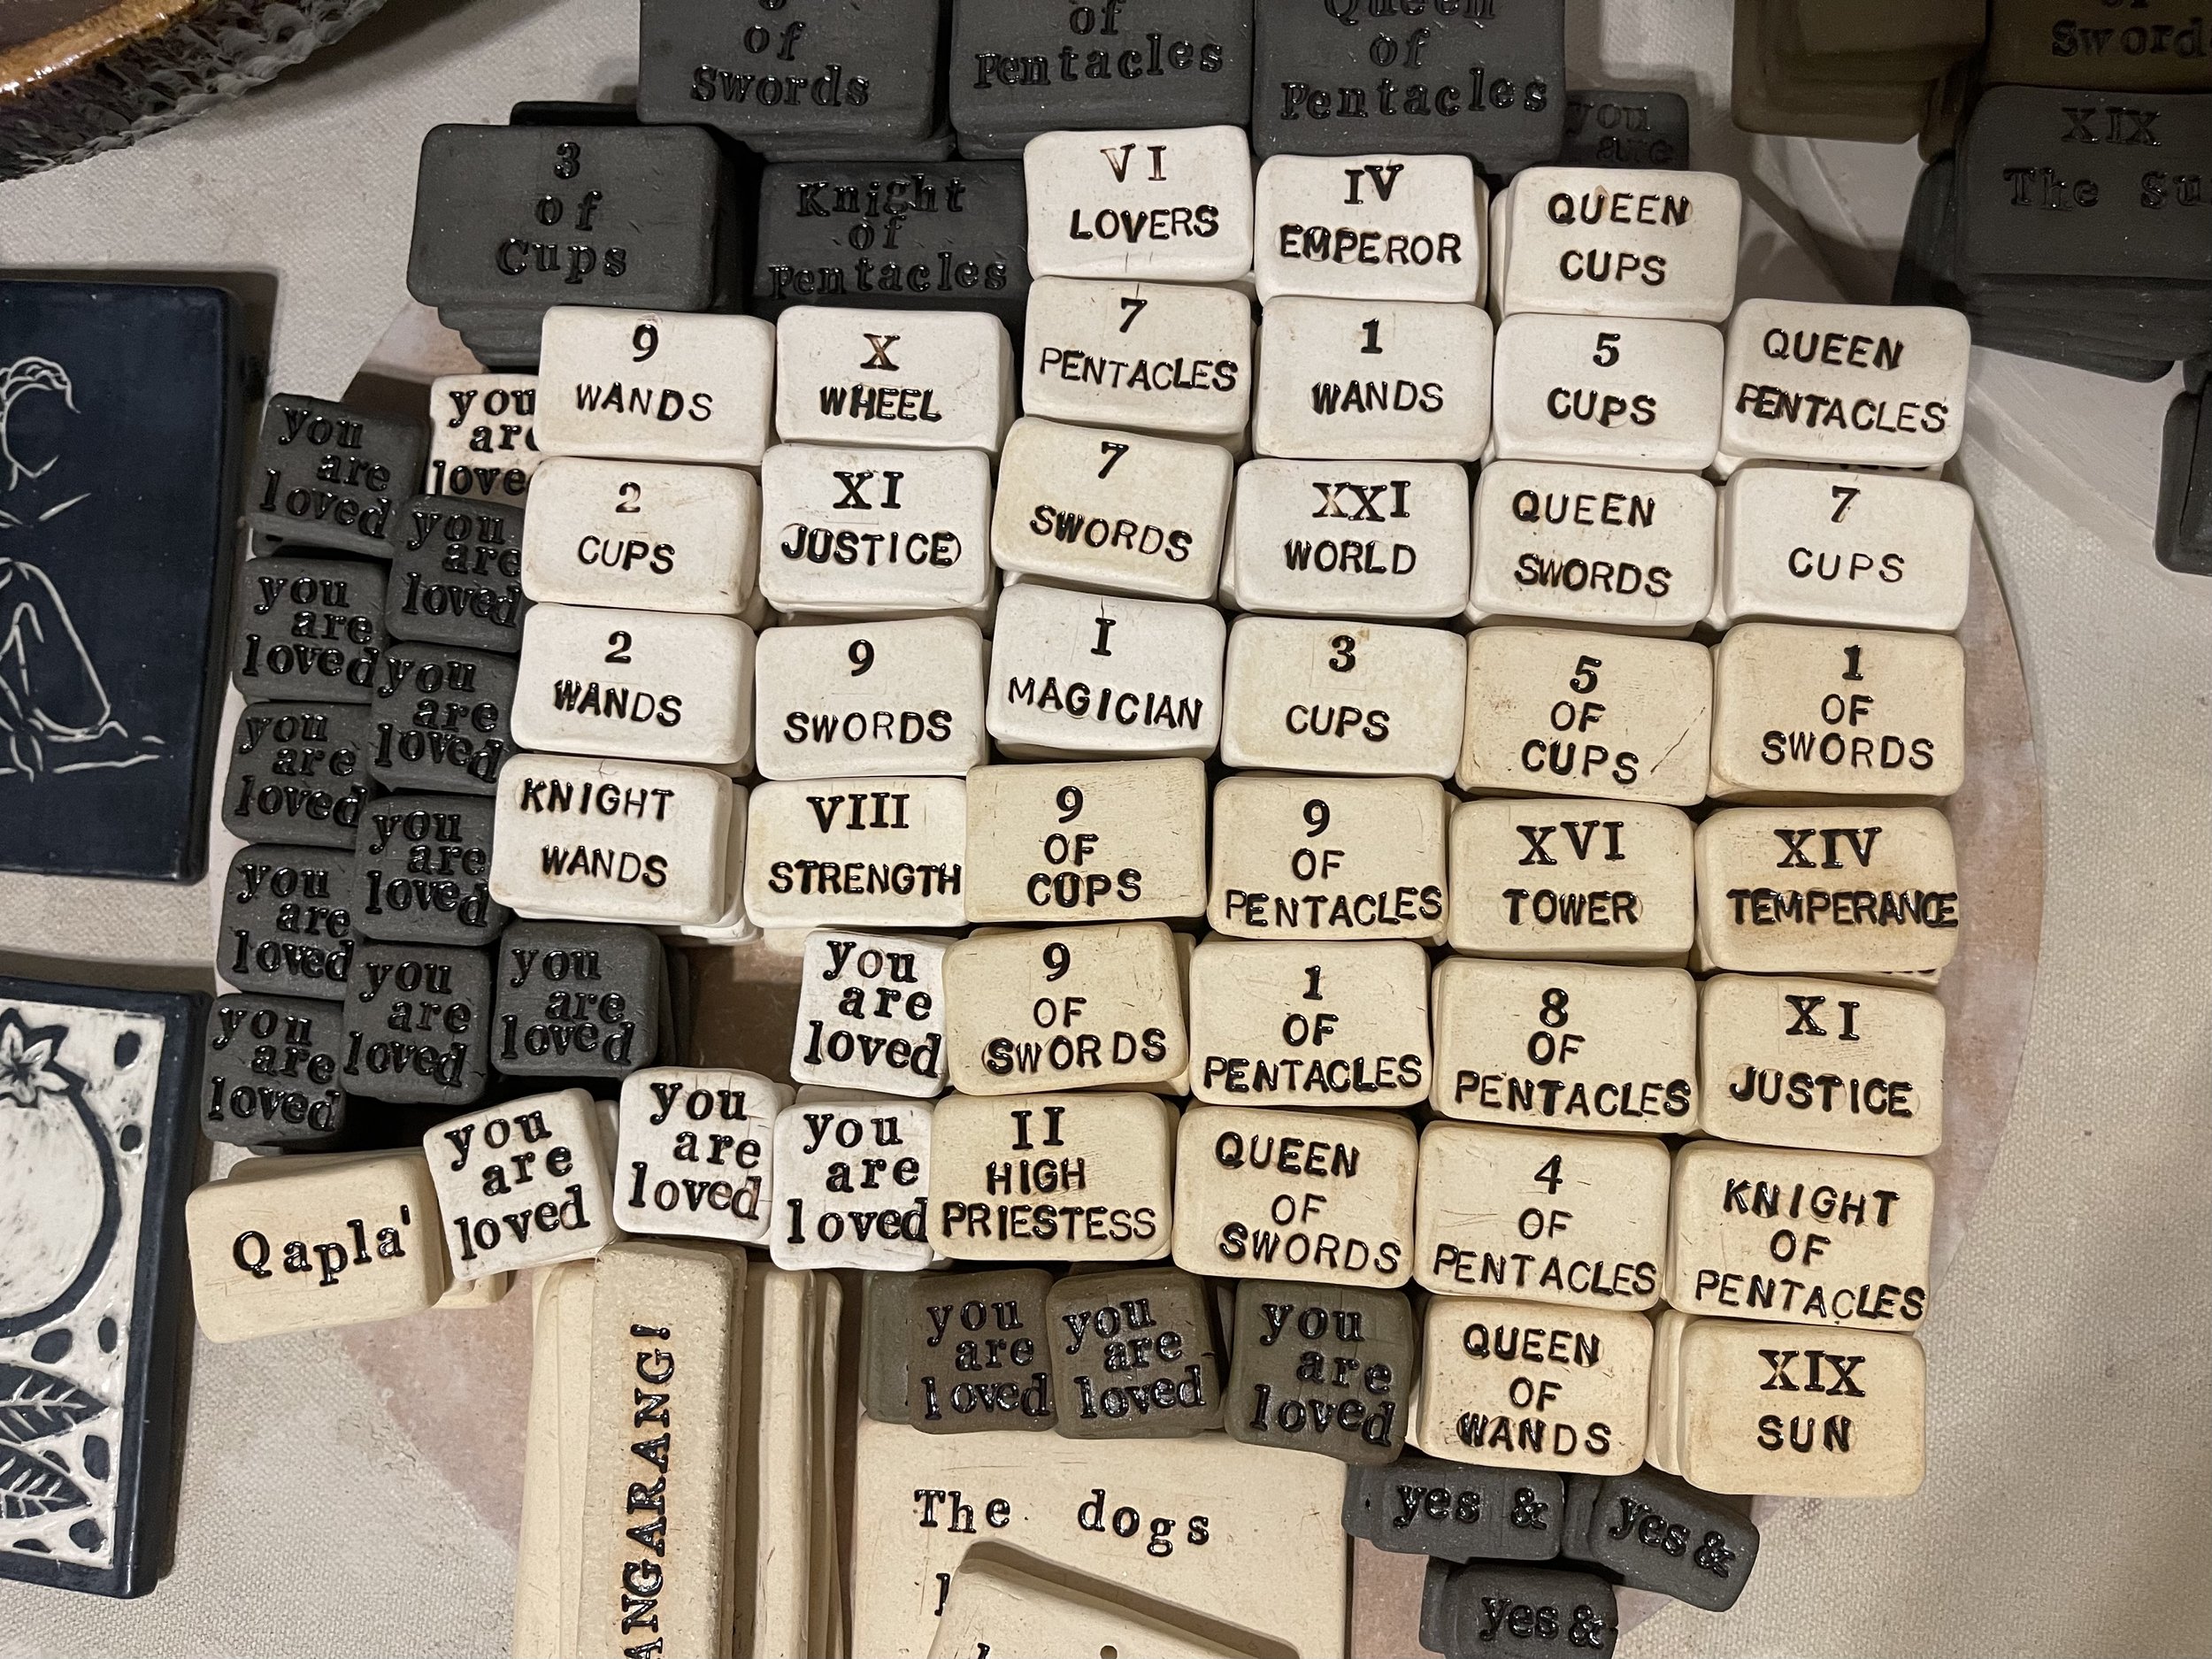 of
Swords
of
Pentacles
Queen
of
Pentacles
Swords
you
are
XIX
The Su
3
of
Cups
Knight
of
Pentacles
VI
LOVERS
IV
EMPEROR
QUEEN
CUPS
9
WANDS
X
WHEEL
7
PENTACLES
1
WANDS
5
CUPS
QUEEN
PENTACLES
you
are
loved
you
are
love
2
CUPS
XI
JUSTICE
7
SWORDS
XXI
WORLD
QUEEN
SWORDS
7
CUPS
you
are
loved
you
are
loved
2
WANDS
9
SWORDS
I
MAGICIAN
3
CUPS
5
OF
CUPS
1
OF
SWORDS
you
are
loved
you
are
loved
KNIGHT
WANDS
VIII
STRENGTH
9
OF
CUPS
9
OF
PENTACLES
XVI
TOWER
XIV
TEMPERANCE
you
are
loved
you
are
loved
you
are
loved
you
are
loved
you
are
loved
you
are
loved
9
OF
SWORDS
1
OF
PENTACLES
8
OF
PENTACLES
XI
JUSTICE
Qapla'
you
are
loved
you
are
loved
you
are
loved
II
HIGH
PRIESTESS
QUEEN
OF
SWORDS
4
OF
PENTACLES
KNIGHT
OF
PENTACLES
ANGARANG!
you
are
loved
you
are
loved
you
are
loved
QUEEN
OF
WANDS
XIX
SUN
The dogs
yes &
yes &
yes &